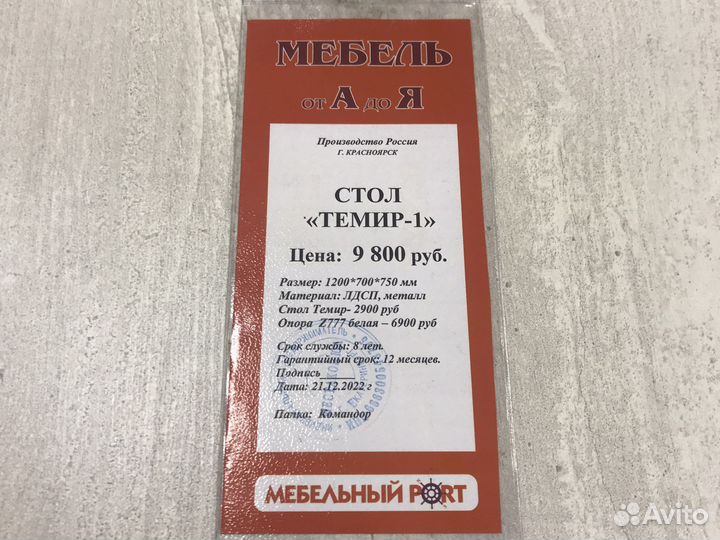 МЕБЕЛЬ
от А до Я
Производство Россия
Г. КРАСНОЯРСК
СТОЛ
«ТЕМИР-1»
Цена: 9 800 руб.
Размер: 1200*700*750 мм
Материал: ЛДСП, металл
Стол Темир- 2900 руб
Опора Z777 белая – 6900 руб
Срок службы: 8 лет.
Гарантийный срок: 12 месяцев.
Подпись______
Дата: 21.12.2022 г
Папка: Командор
МЕБЕЛЬНЫЙ PORT
Avito